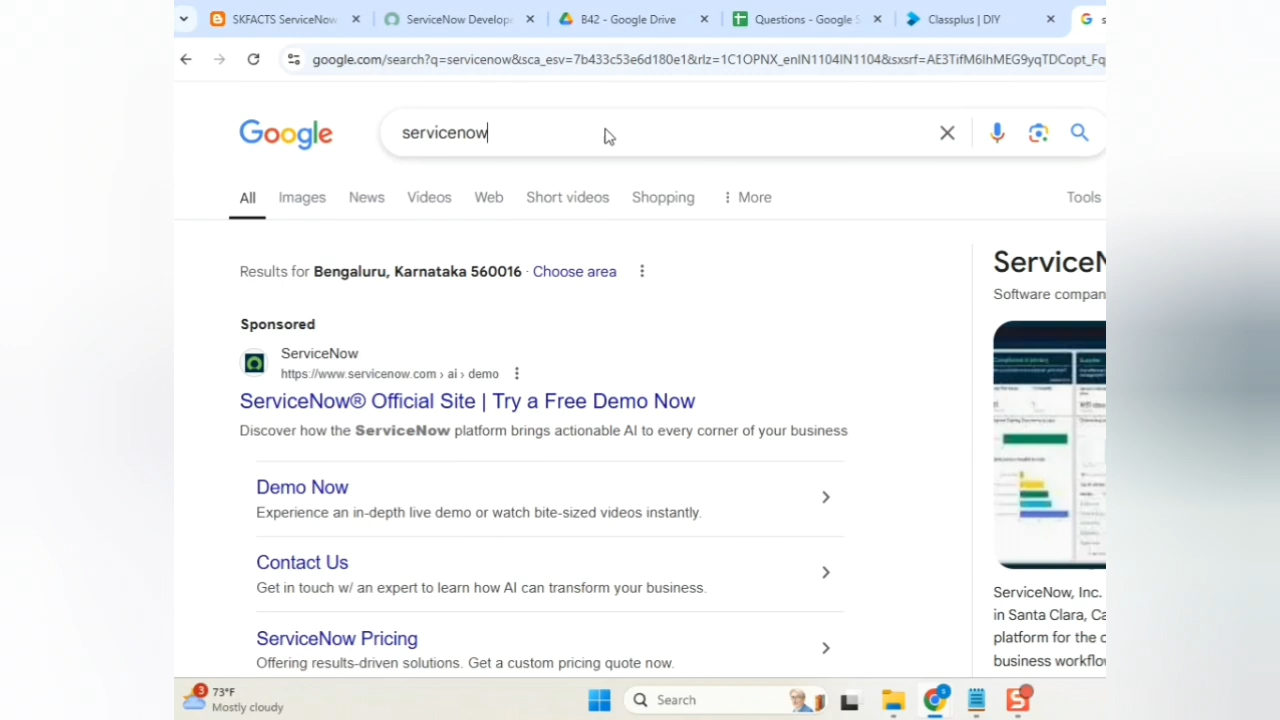 SKFACTS ServiceNow
ServiceNow Develop
B42 - Google Drive
Questions - Google S
Classplus | DIY
google.com/search?q=servicenow&sca_esv=7b433c53e6d180e1&rlz=1C1OPNX_enIN1104IN1104&sxsrf=AE3TifM6IhMEG9yqTDCopt_Fq
Google
servicenow
All
Images
News
Videos
Web
Short videos
Shopping
More
Tools
Results for Bengaluru, Karnataka 560016 · Choose area
Sponsored
ServiceNow
https://www.servicenow.com › ai › demo
ServiceNow® Official Site | Try a Free Demo Now
Discover how the ServiceNow platform brings actionable AI to every corner of your business
Demo Now
Experience an in-depth live demo or watch bite-sized videos instantly.
Contact Us
Get in touch w/ an expert to learn how AI can transform your business.
ServiceNow Pricing
Offering results-driven solutions. Get a custom pricing quote now.
ServiceN
Software compan
ServiceNow, Inc.
in Santa Clara, Ca
platform for the c
business workflo
3
73°F
Mostly cloudy
Search